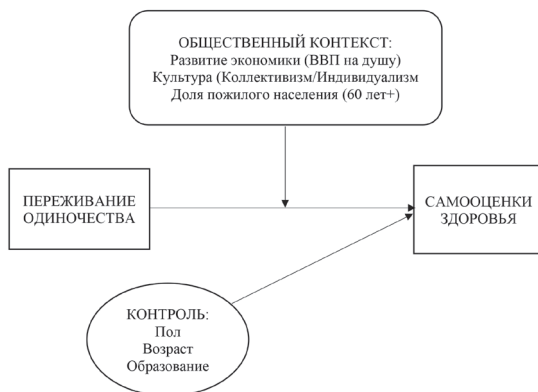 ОБЩЕСТВЕННЫЙ КОНТЕКСТ:
Развитие экономики (ВВП на душу)
Культура (Коллективизм/Индивидуализм
Доля пожилого населения (60 лет+)
ПЕРЕЖИВАНИЕ
ОДИНОЧЕСТВА
САМООЦЕНКИ
ЗДОРОВЬЯ
КОНТРОЛЬ:
Пол
Возраст
Образование